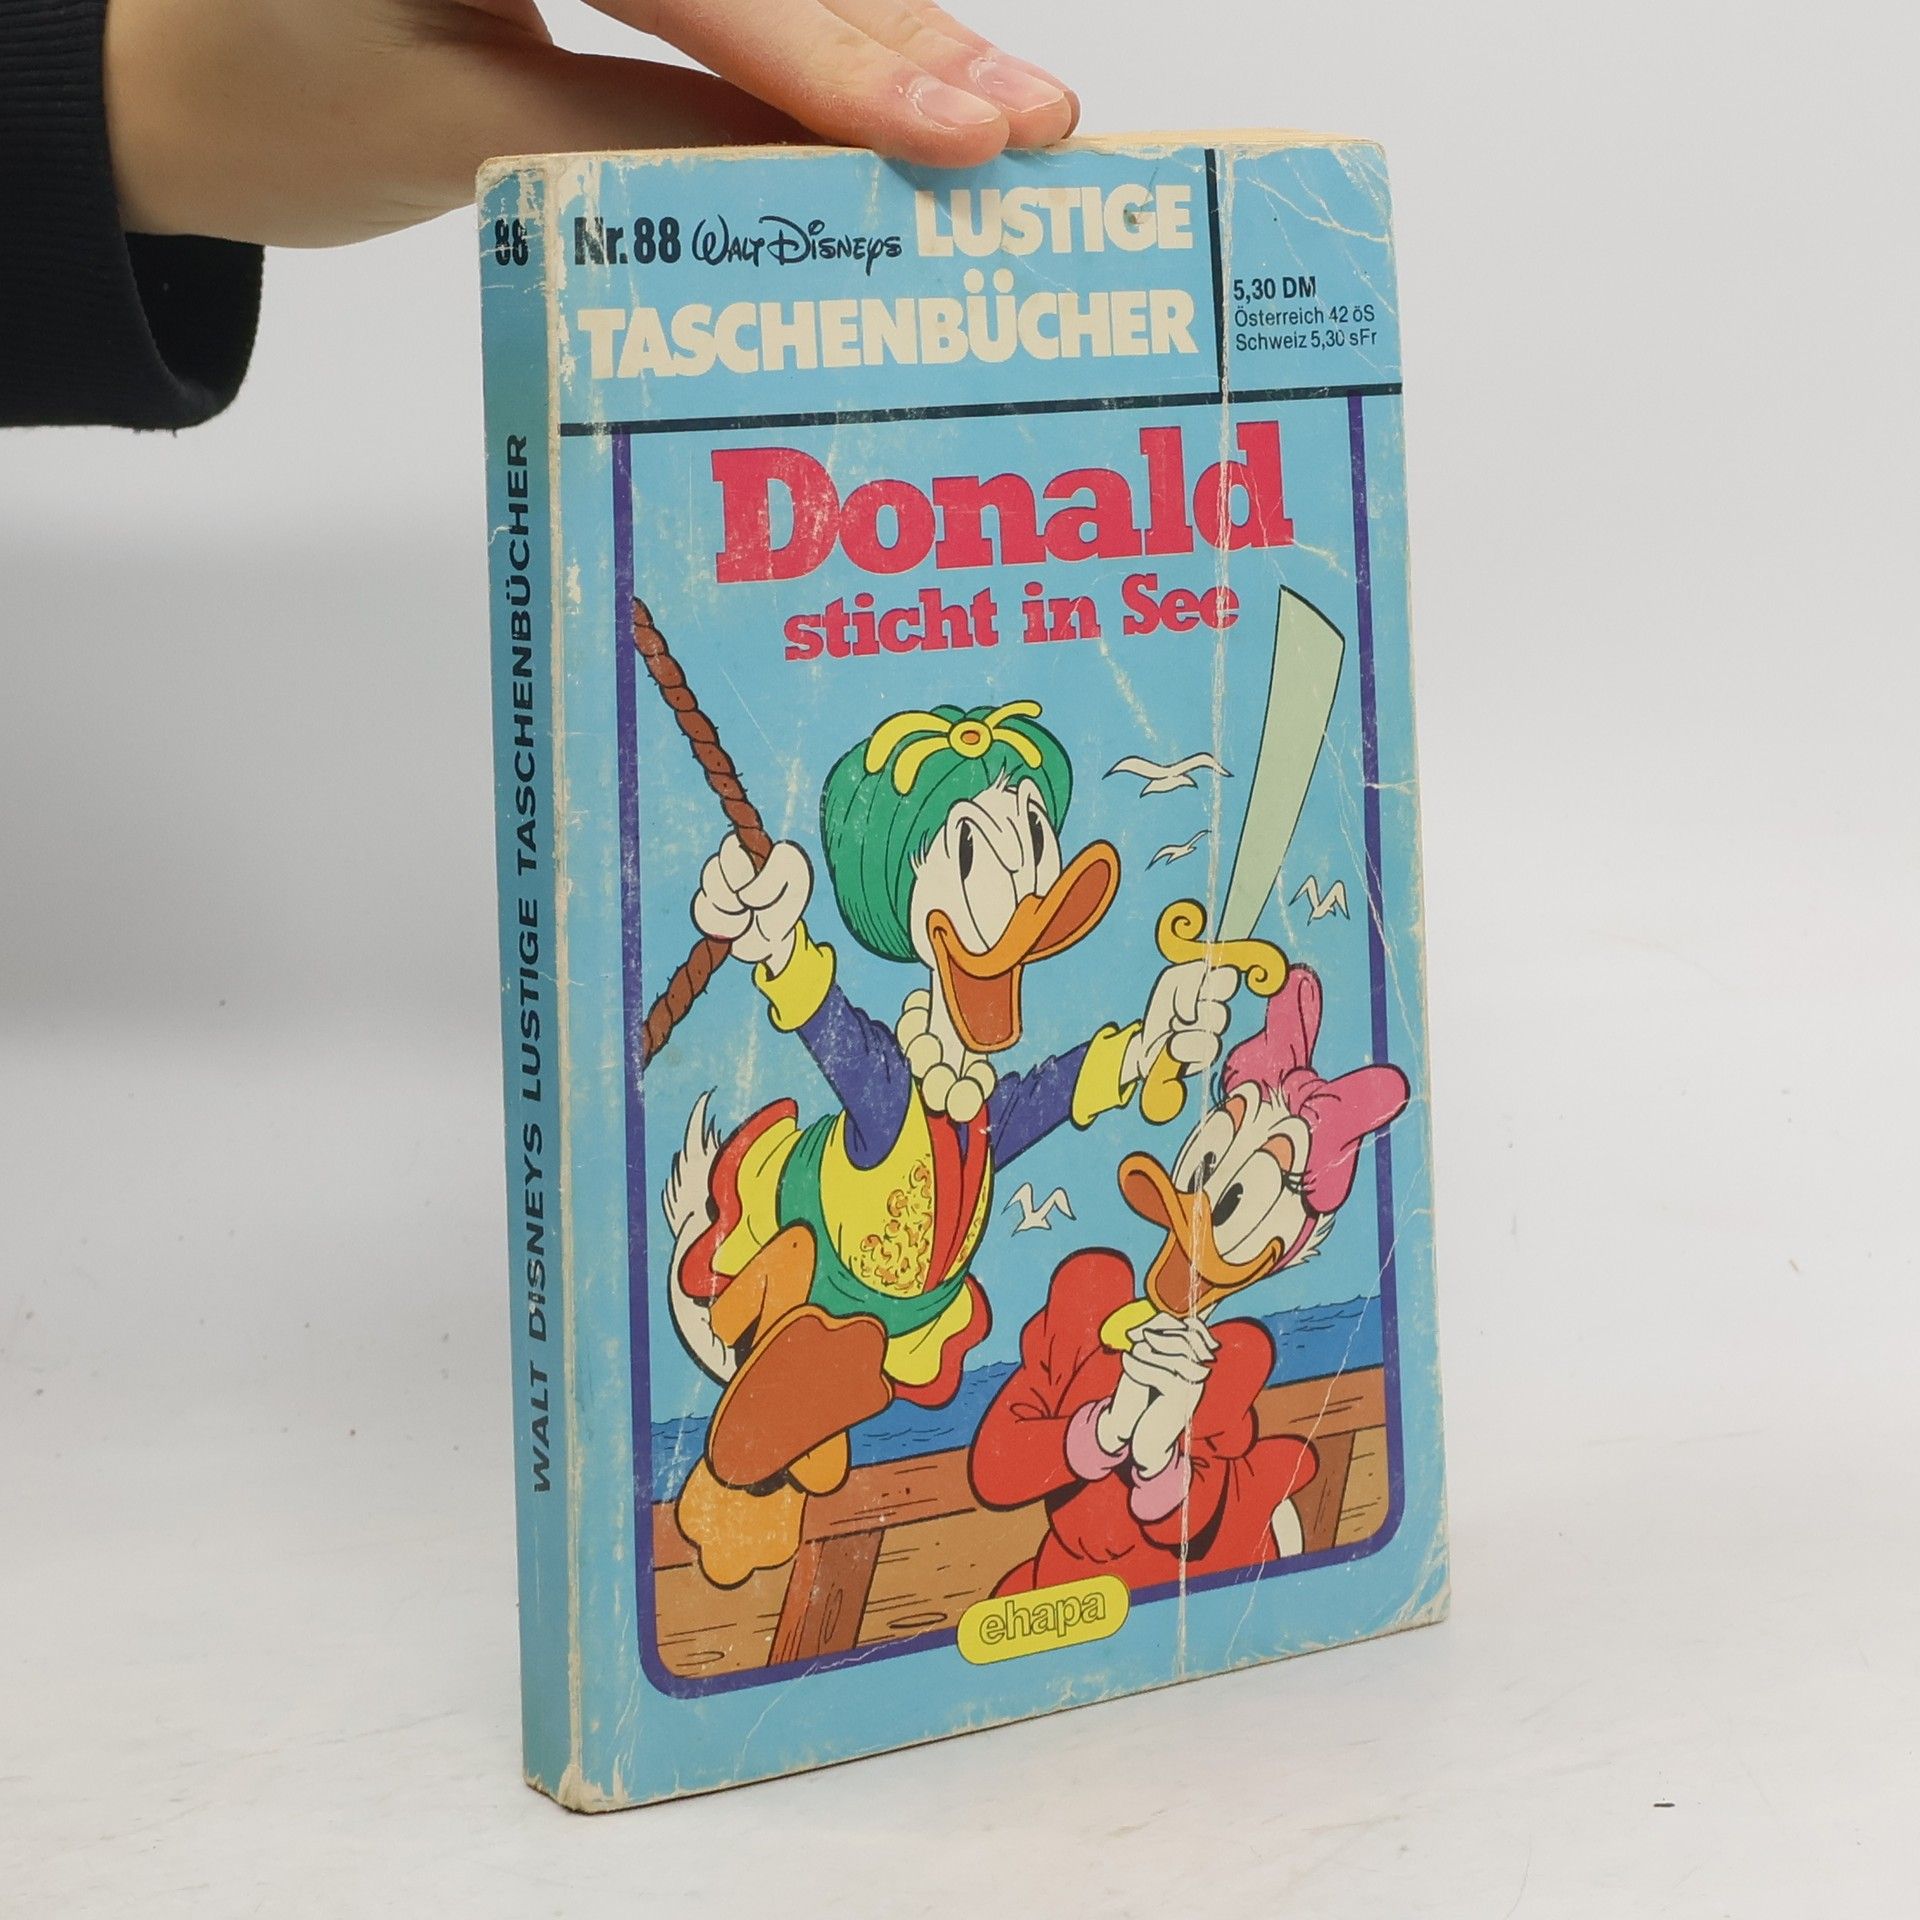 88
WALT DISNEYS LUSTIGE TASCHENBÜCHER
Nr. 88 WALT DISNEYS LUSTIGE
TASCHENBÜCHER
5,30 DM
Österreich 42 öS
Schweiz 5,30 sFr
Donald
sticht in See
ehapa